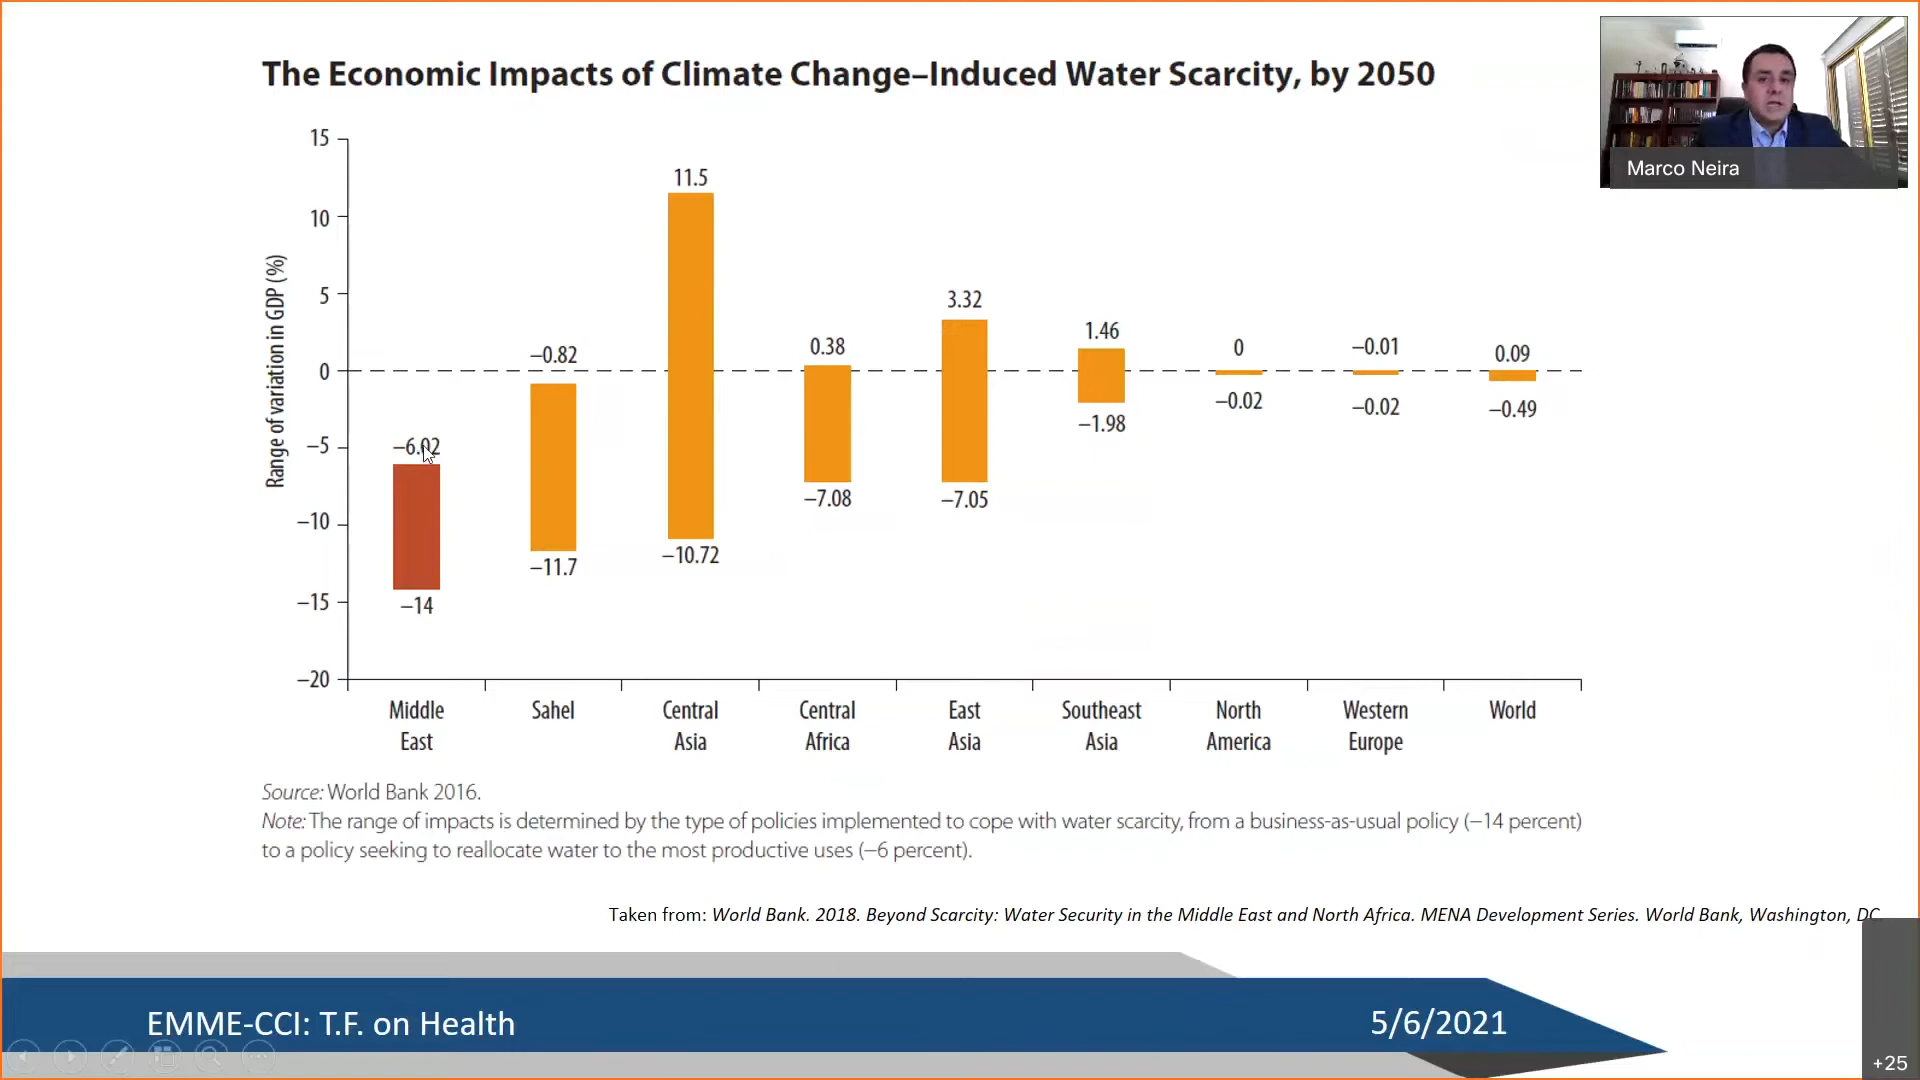 The Economic Impacts of Climate Change–Induced Water Scarcity, by 2050
Marco Neira
Range of variation in GDP (%)
15
10
5
0
−5
−10
−15
−20
−6.02
−14
−0.82
−11.7
11.5
−10.72
0.38
−7.08
3.32
−7.05
1.46
−1.98
0
−0.02
−0.01
−0.02
0.09
−0.49
Middle
East
Sahel
Central
Asia
Central
Africa
East
Asia
Southeast
Asia
North
America
Western
Europe
World
Source: World Bank 2016.
Note: The range of impacts is determined by the type of policies implemented to cope with water scarcity, from a business-as-usual policy (−14 percent)
to a policy seeking to reallocate water to the most productive uses (−6 percent).
Taken from: World Bank. 2018. Beyond Scarcity: Water Security in the Middle East and North Africa. MENA Development Series. World Bank, Washington, DC
EMME-CCI: T.F. on Health
5/6/2021
+25